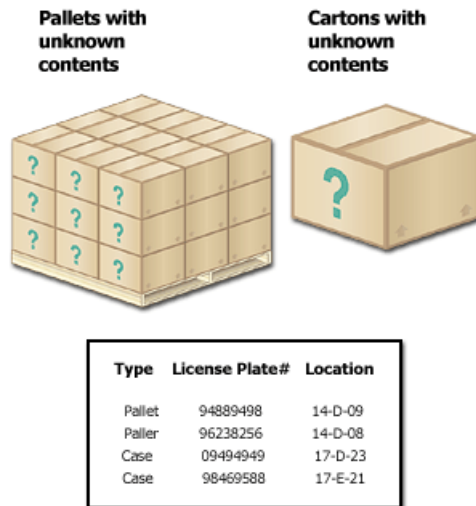 Pallets with
unknown
contents
Cartons with
unknown
contents
? ? ?
? ? ?
? ? ?
?
Type License Plate# Location
Pallet 94889498 14-D-09
Paller 96238256 14-D-08
Case 09494949 17-D-23
Case 98469588 17-E-21